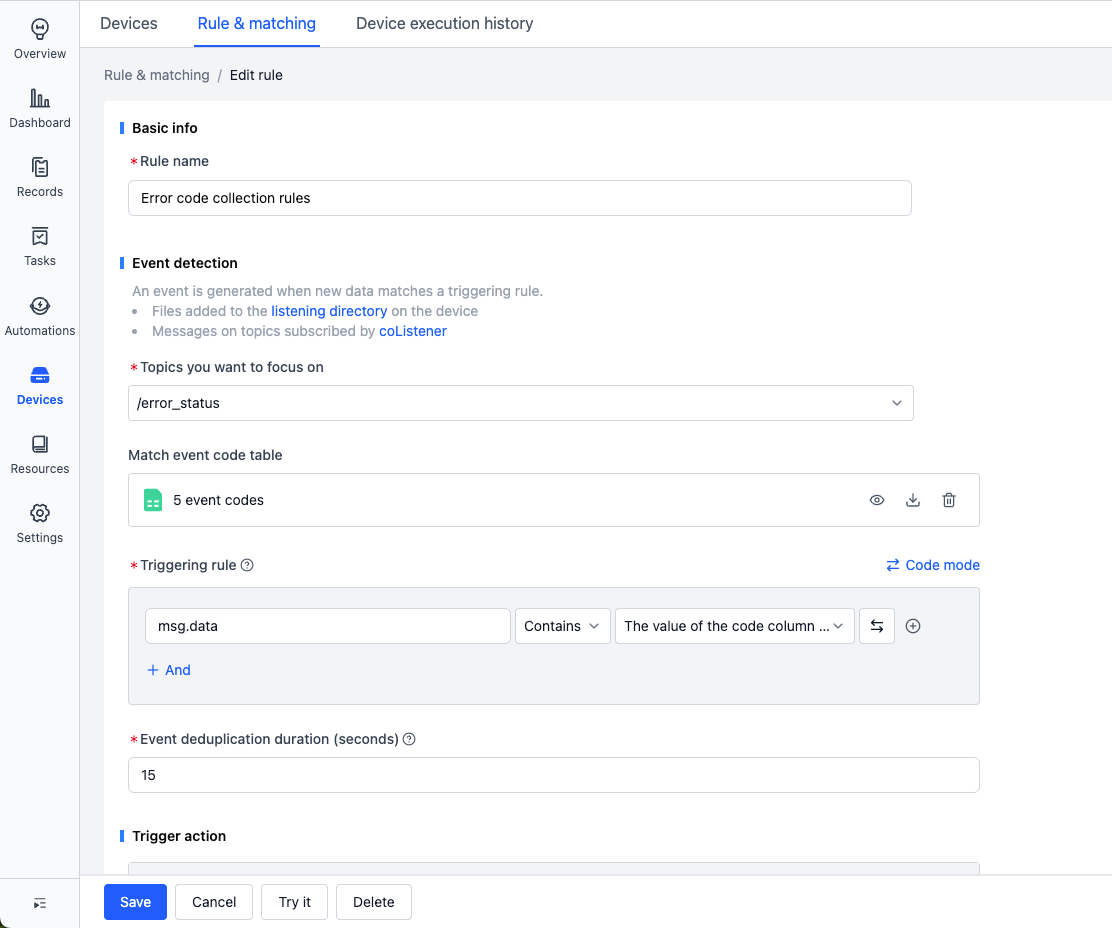 Devices
Rule & matching
Device execution history
Overview
Dashboard
Records
Tasks
Automations
Devices
Resources
Settings
Rule & matching / Edit rule
Basic info
* Rule name
Error code collection rules
Event detection
An event is generated when new data matches a triggering rule.
• Files added to the listening directory on the device
• Messages on topics subscribed by coListener
* Topics you want to focus on
/error_status
Match event code table
5 event codes
* Triggering rule
Code mode
msg.data
Contains
The value of the code column ...
+ And
* Event deduplication duration (seconds)
15
Trigger action
Save
Cancel
Try it
Delete